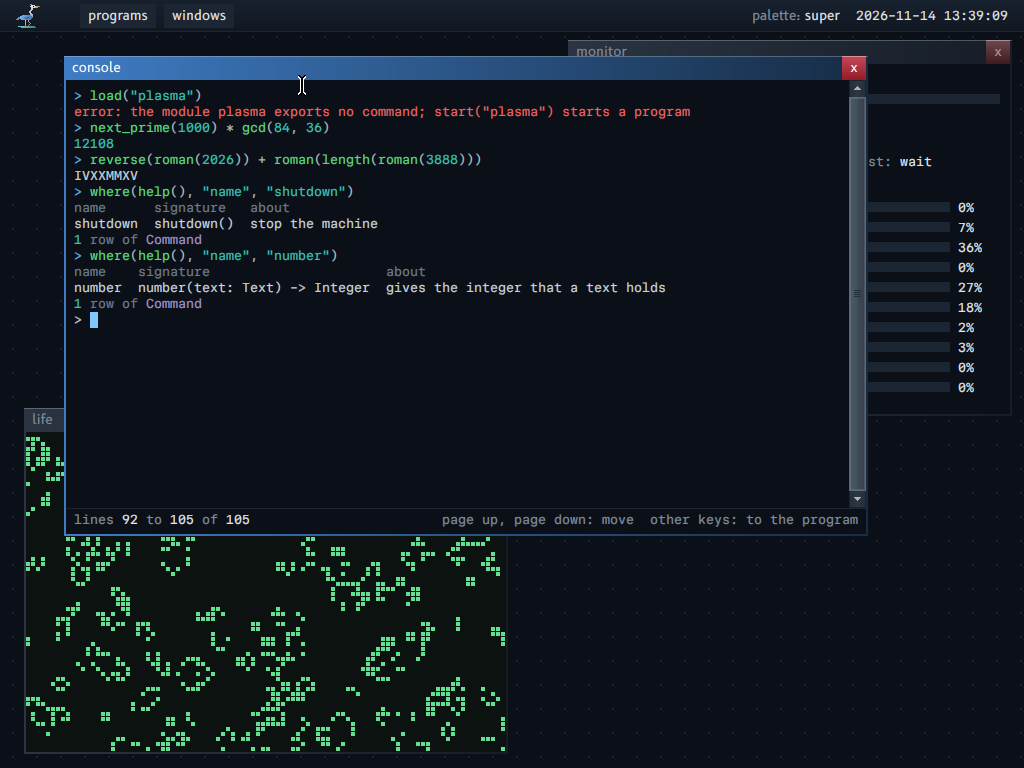 programs windows palette: super 2026-11-14 13:39:09
monitor x
console x
> load("plasma")
error: the module plasma exports no command; start("plasma") starts a program
> next_prime(1000) * gcd(84, 36)
12108
> reverse(roman(2026)) + roman(length(roman(3888)))
IVXXMMXV
> where(help(), "name", "shutdown")
name signature about
shutdown shutdown() stop the machine
1 row of Command
> where(help(), "name", "number")
name signature about
number number(text: Text) -> Integer gives the integer that a text holds
1 row of Command
>
lines 92 to 105 of 105 page up, page down: move other keys: to the program
st: wait
0%
7%
36%
0%
27%
18%
2%
3%
0%
0%
life